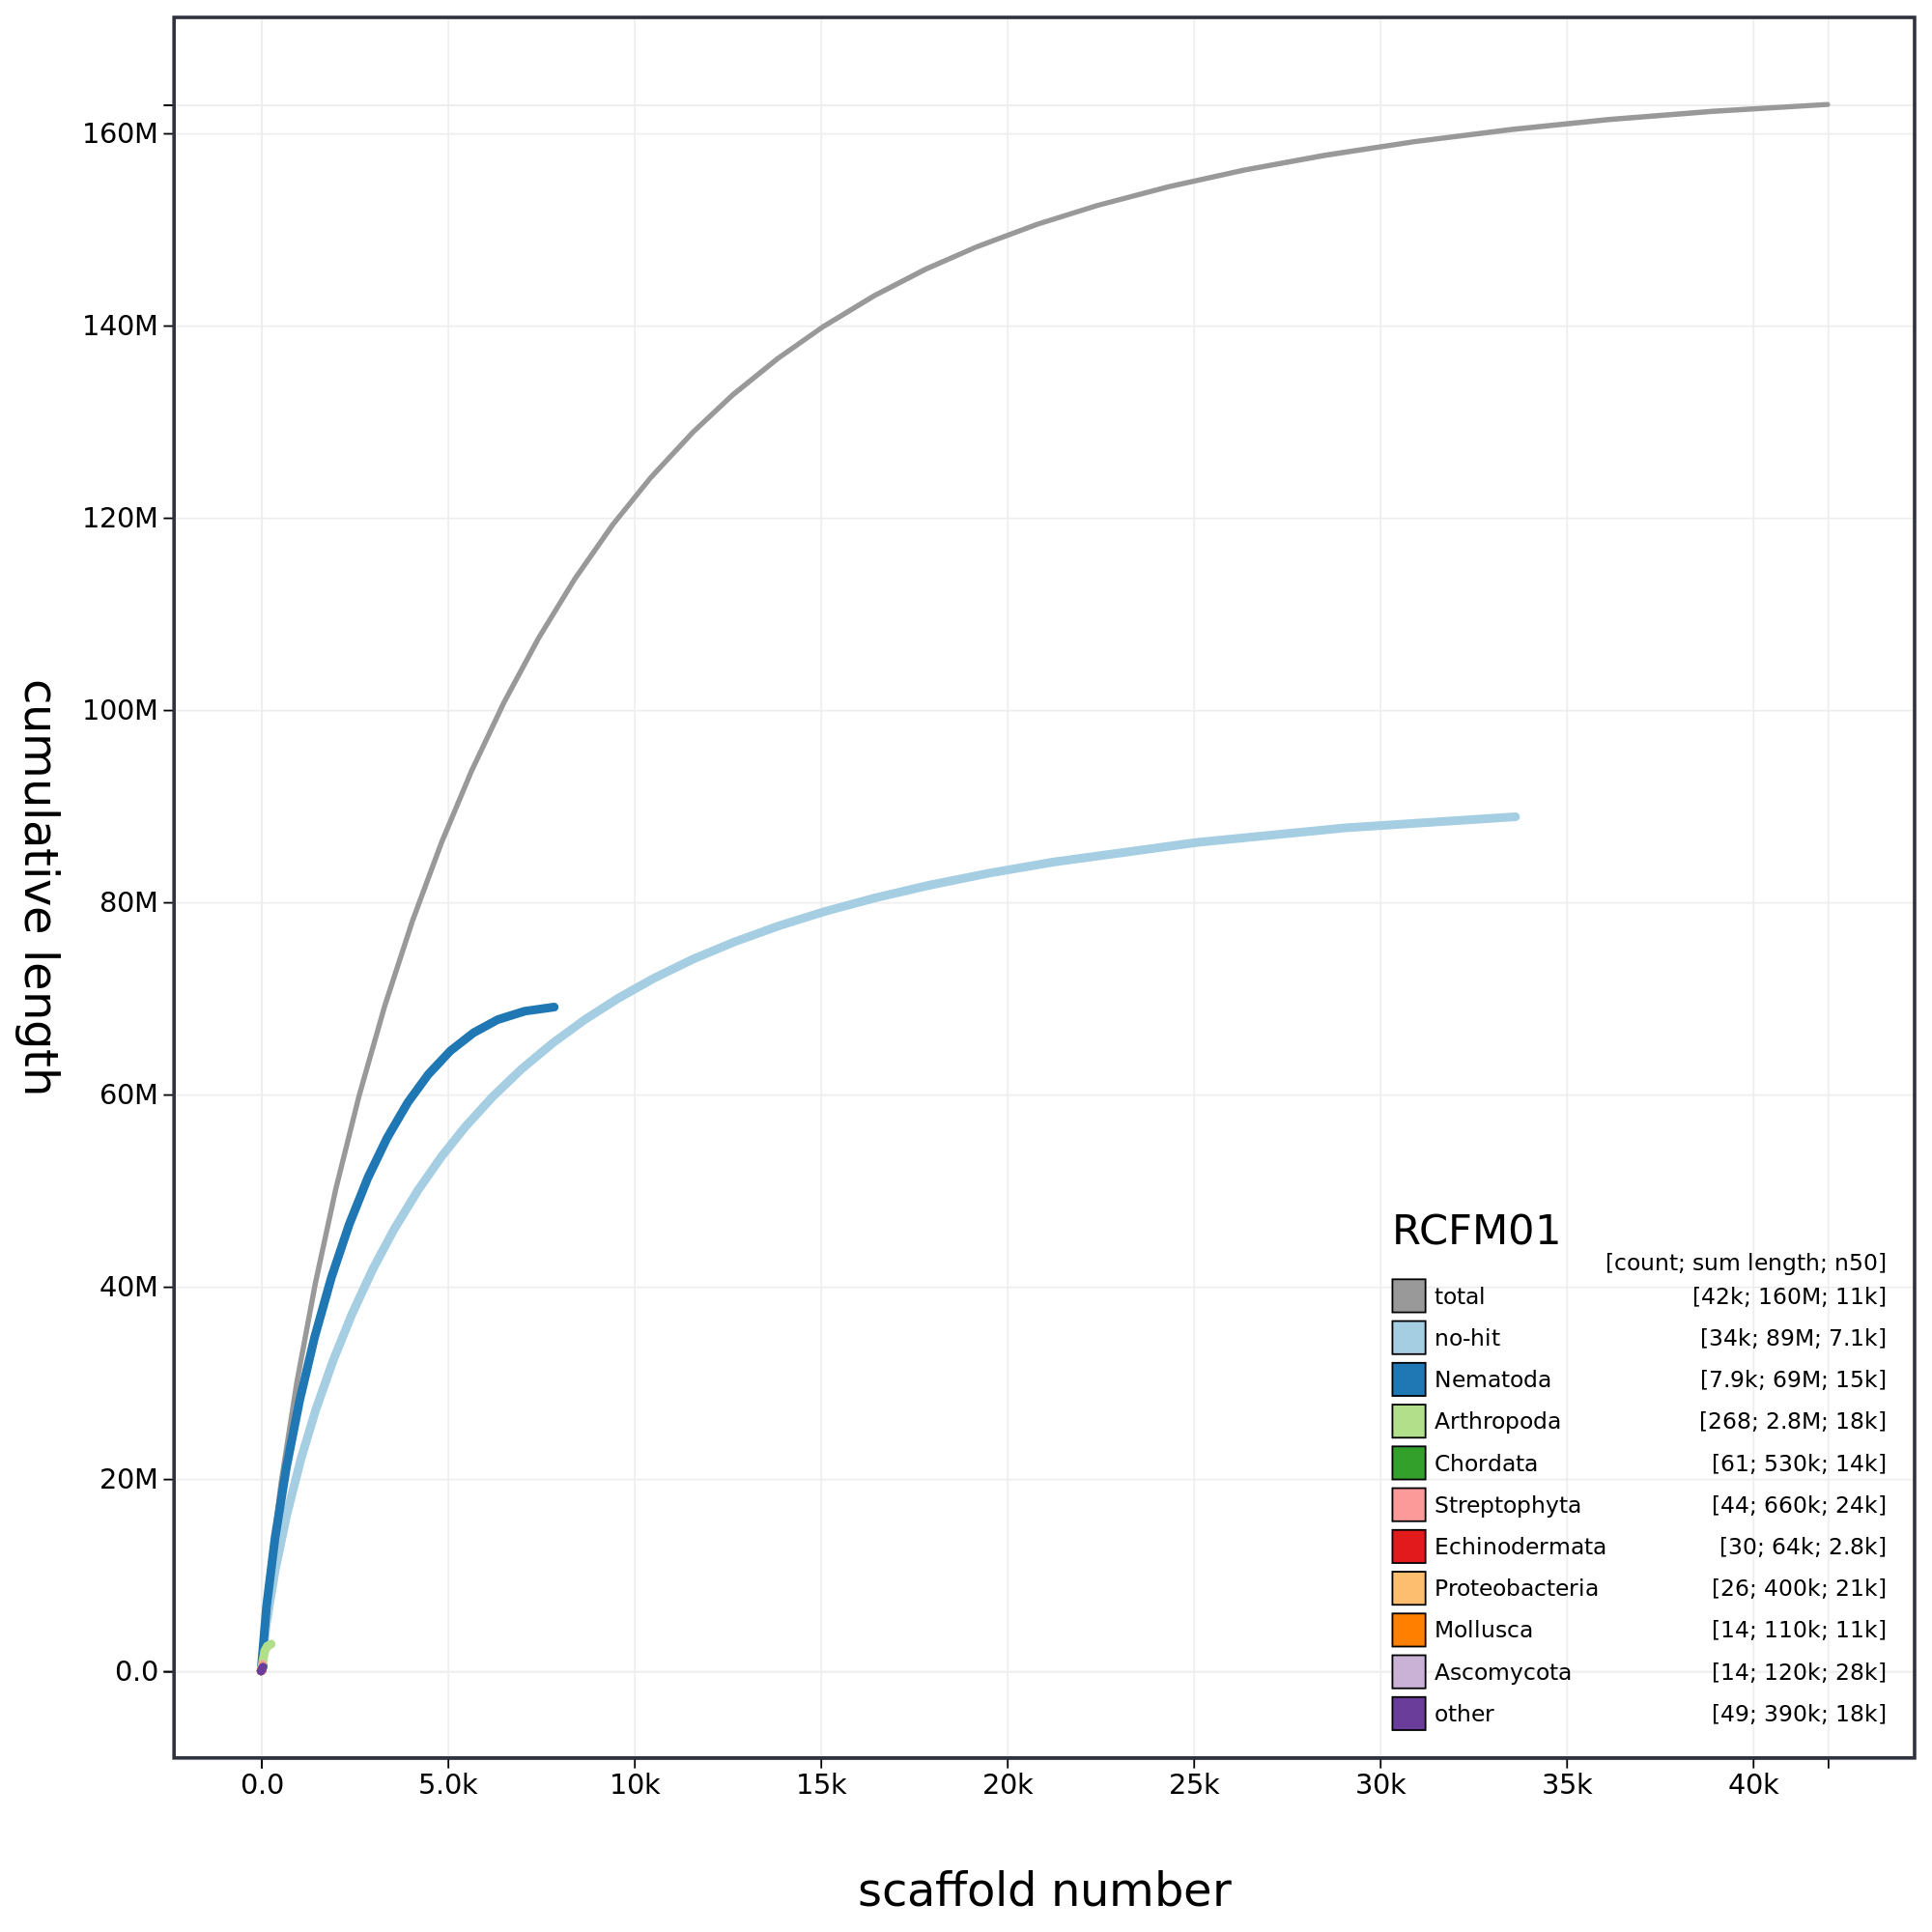 160M
140M
120M
100M
80M
60M
40M
20M
0.0
cumulative length
RCFM01
[count; sum length; n50]
total [42k; 160M; 11k]
no-hit [34k; 89M; 7.1k]
Nematoda [7.9k; 69M; 15k]
Arthropoda [268; 2.8M; 18k]
Chordata [61; 530k; 14k]
Streptophyta [44; 660k; 24k]
Echinodermata [30; 64k; 2.8k]
Proteobacteria [26; 400k; 21k]
Mollusca [14; 110k; 11k]
Ascomycota [14; 120k; 28k]
other [49; 390k; 18k]
0.0 5.0k 10k 15k 20k 25k 30k 35k 40k
scaffold number